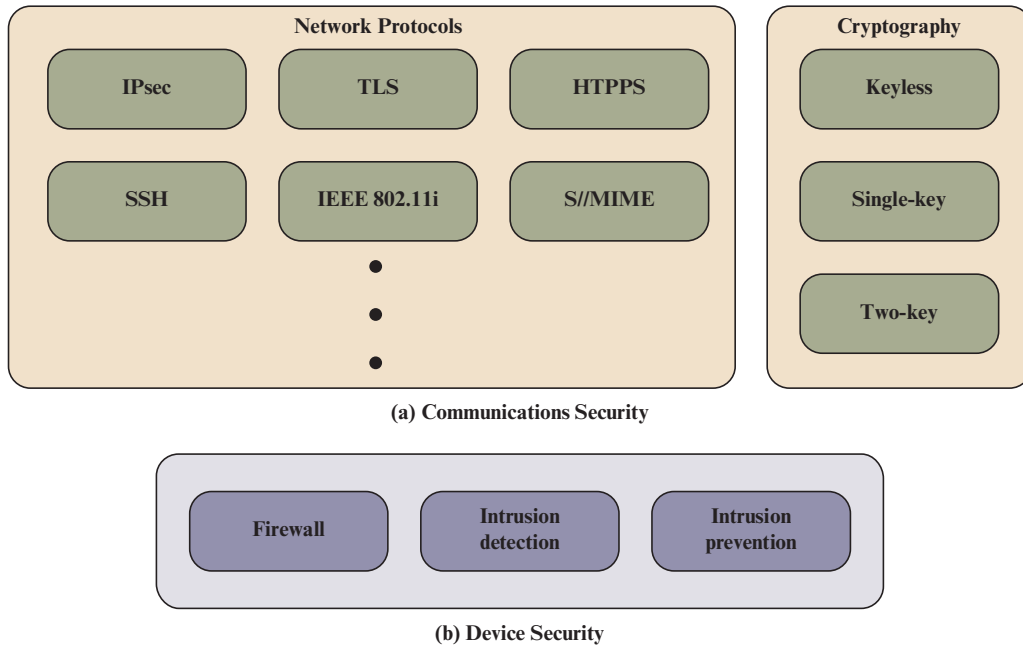 Network Protocols
IPsec
TLS
HTPPS
SSH
IEEE 802.11i
S//MIME
Cryptography
Keyless
Single-key
Two-key
(a) Communications Security
Firewall
Intrusion
detection
Intrusion
prevention
(b) Device Security